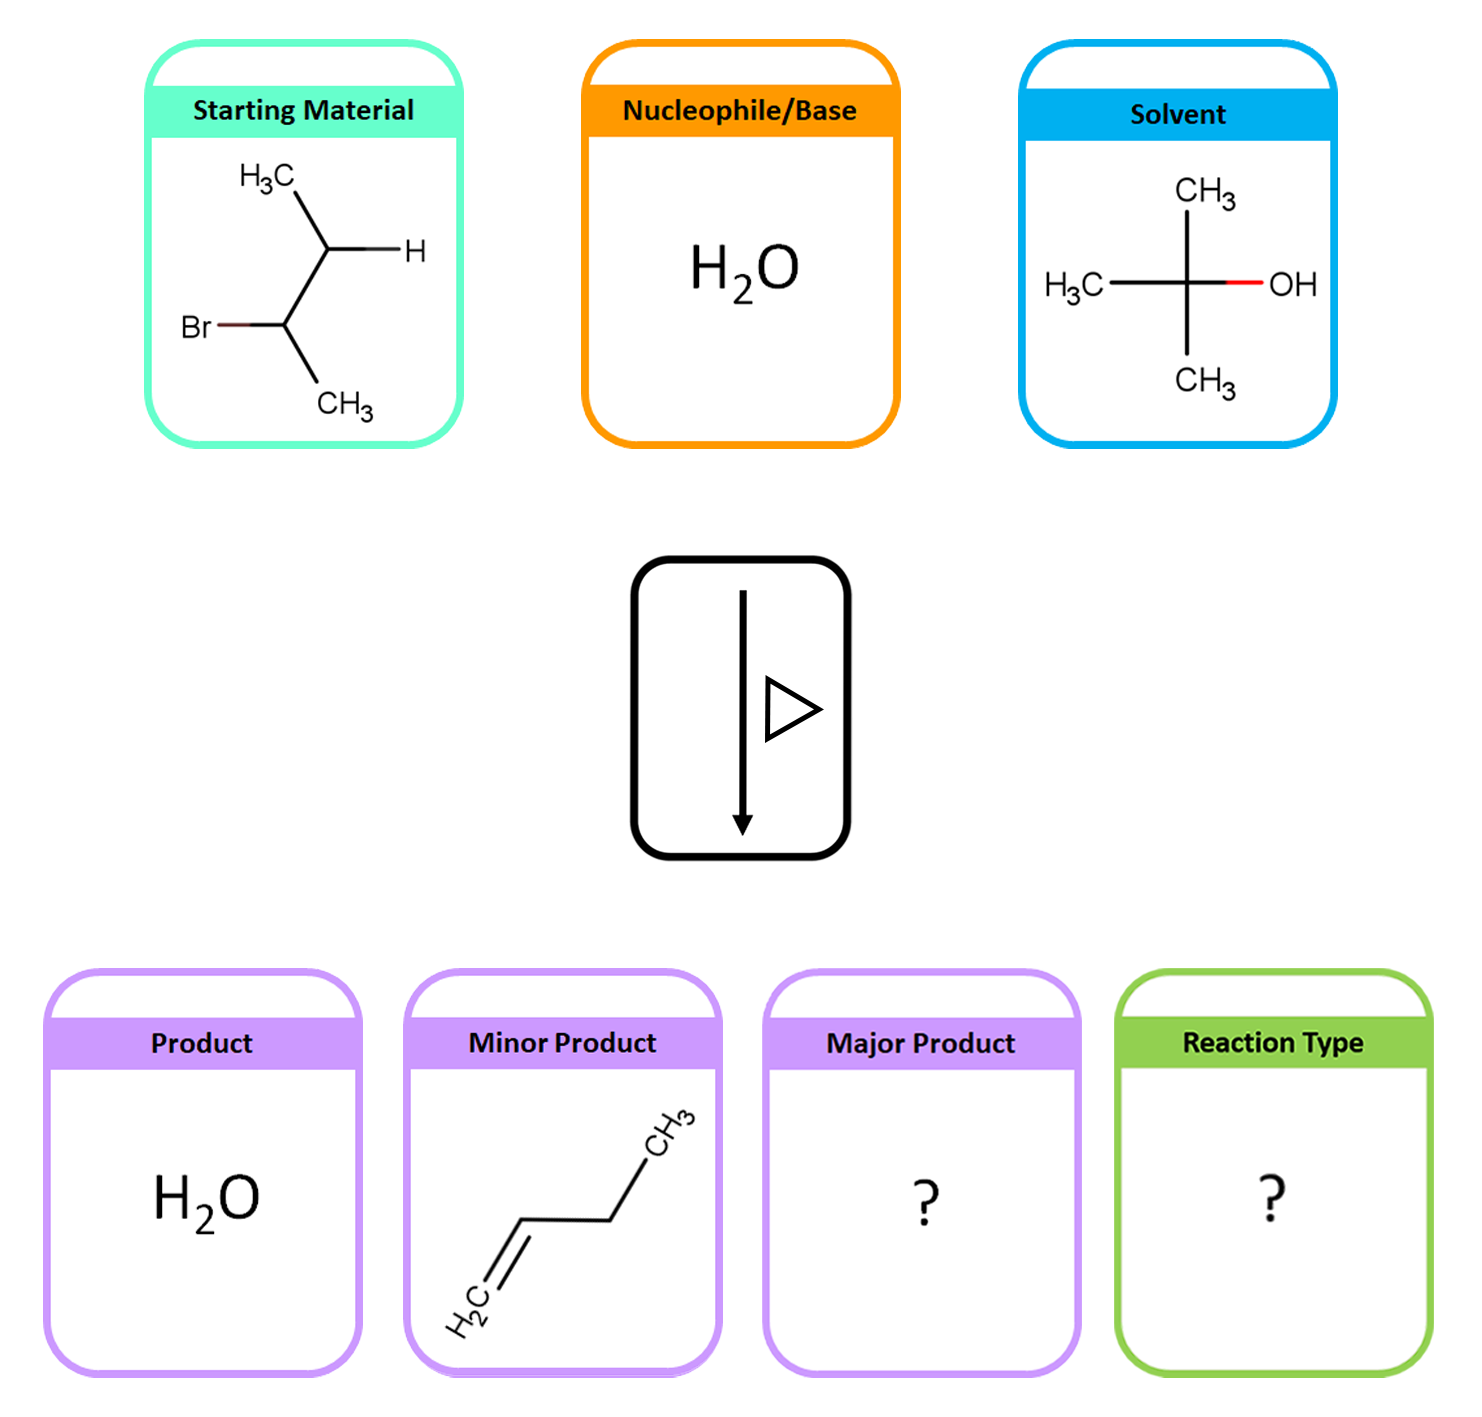 Starting Material
H₃C
H
Br
CH₃
Nucleophile/Base
H₂O
Solvent
CH₃
H₃C
OH
CH₃
Product
H₂O
Minor Product
CH₃
H₂C
Major Product
?
Reaction Type
?